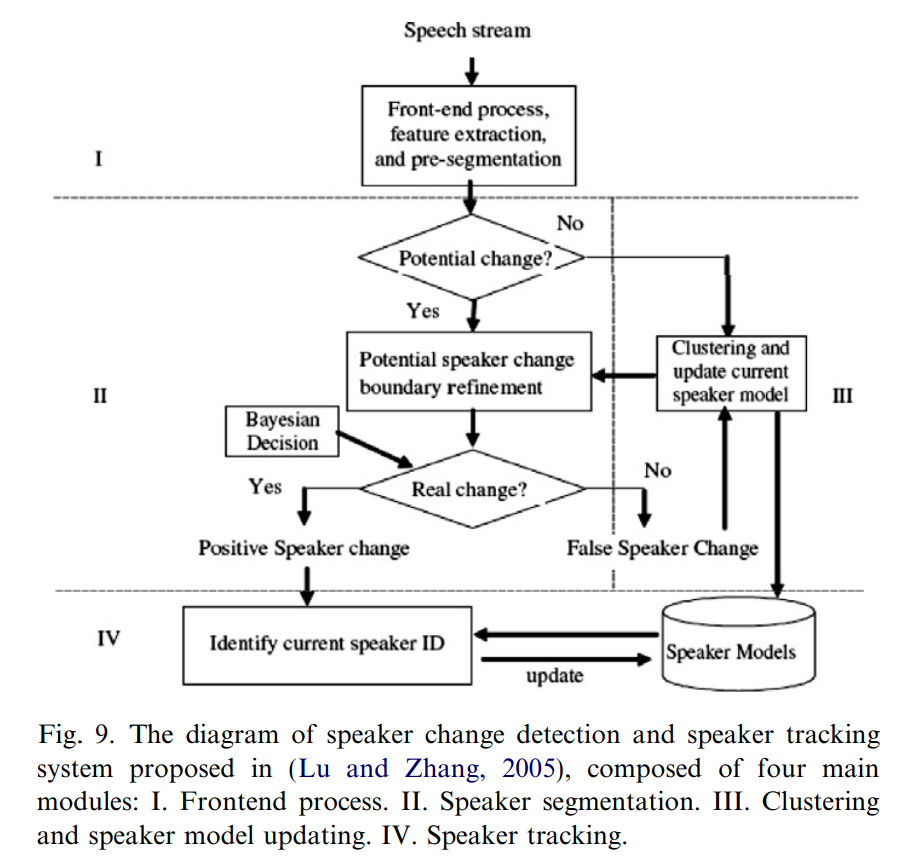 Speech stream
Front-end process,
feature extraction,
and pre-segmentation
I
No
Potential change?
Yes
Potential speaker change
boundary refinement
Clustering and
update current
speaker model
II
III
Bayesian
Decision
Yes
Real change?
No
Positive Speaker change
False Speaker Change
IV
Identify current speaker ID
Speaker Models
update
Fig. 9. The diagram of speaker change detection and speaker tracking
system proposed in (Lu and Zhang, 2005), composed of four main
modules: I. Frontend process. II. Speaker segmentation. III. Clustering
and speaker model updating. IV. Speaker tracking.